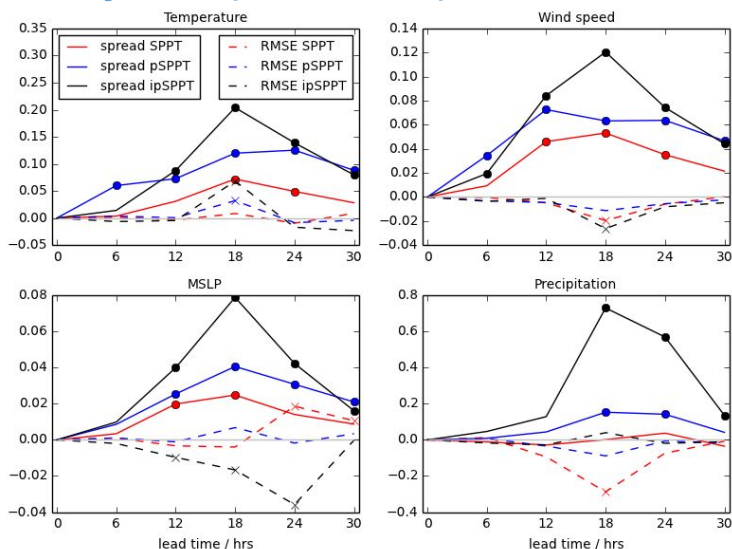 Temperature
Wind speed
0.35
0.30
0.25
0.20
0.15
0.10
0.05
0.00
−0.05
spread SPPT
spread pSPPT
spread ipSPPT
RMSE SPPT
RMSE pSPPT
RMSE ipSPPT
0 6 12 18 24 30
0.14
0.12
0.10
0.08
0.06
0.04
0.02
0.00
−0.02
−0.04
0 6 12 18 24 30
MSLP
Precipitation
0.08
0.06
0.04
0.02
0.00
−0.02
−0.04
0 6 12 18 24 30
lead time / hrs
0.8
0.6
0.4
0.2
0.0
−0.2
−0.4
0 6 12 18 24 30
lead time / hrs